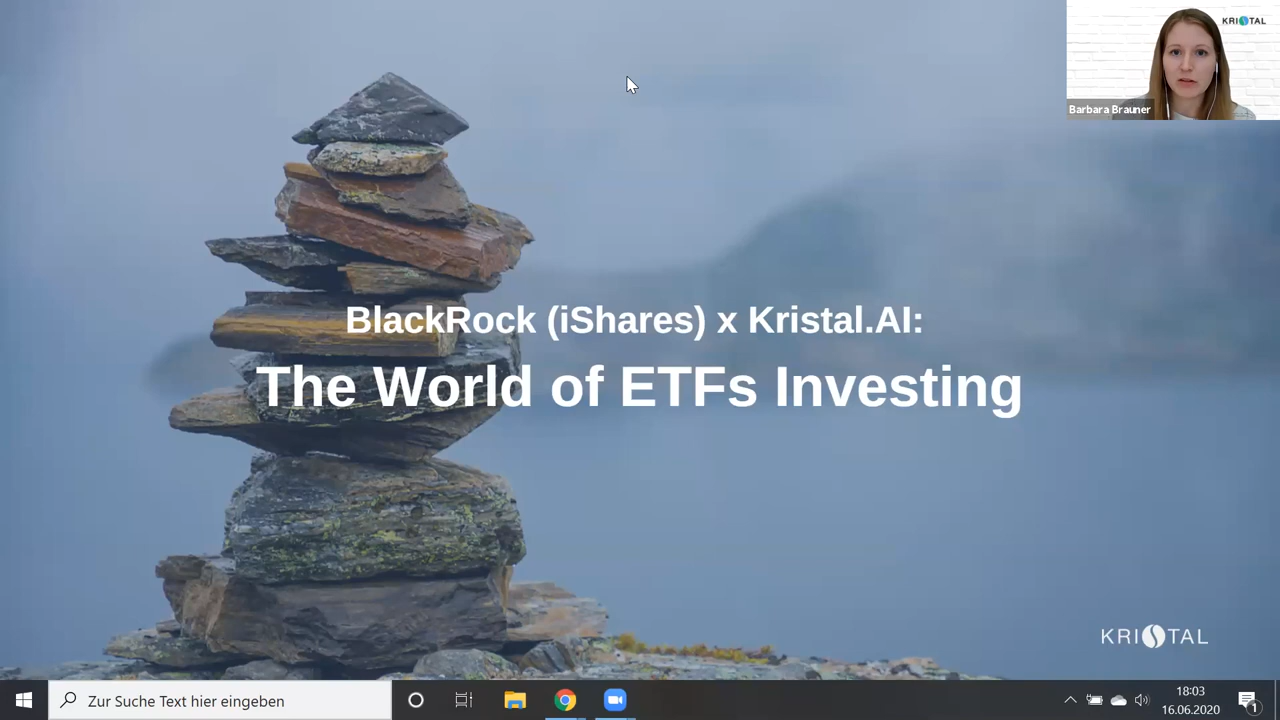 KRISTAL
Barbara Brauner
BlackRock (iShares) x Kristal.AI:
The World of ETFs Investing
KRISTAL
Zur Suche Text hier eingeben
18:03
16.06.2020
1